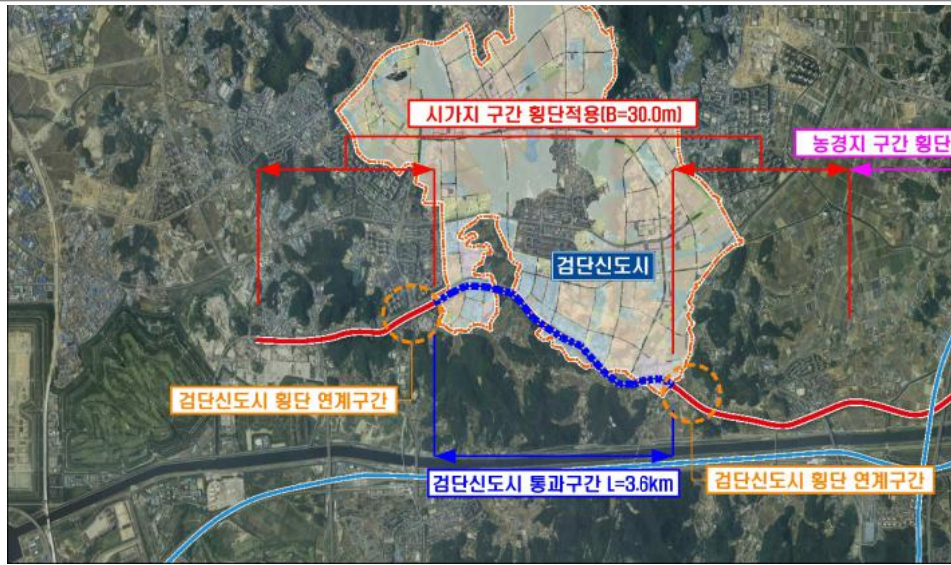 시가지 구간 횡단적용(B=30.0m)
농경지 구간 횡단
검단신도시
검단신도시 횡단 연계구간
검단신도시 통과구간 L=3.6km
검단신도시 횡단 연계구간